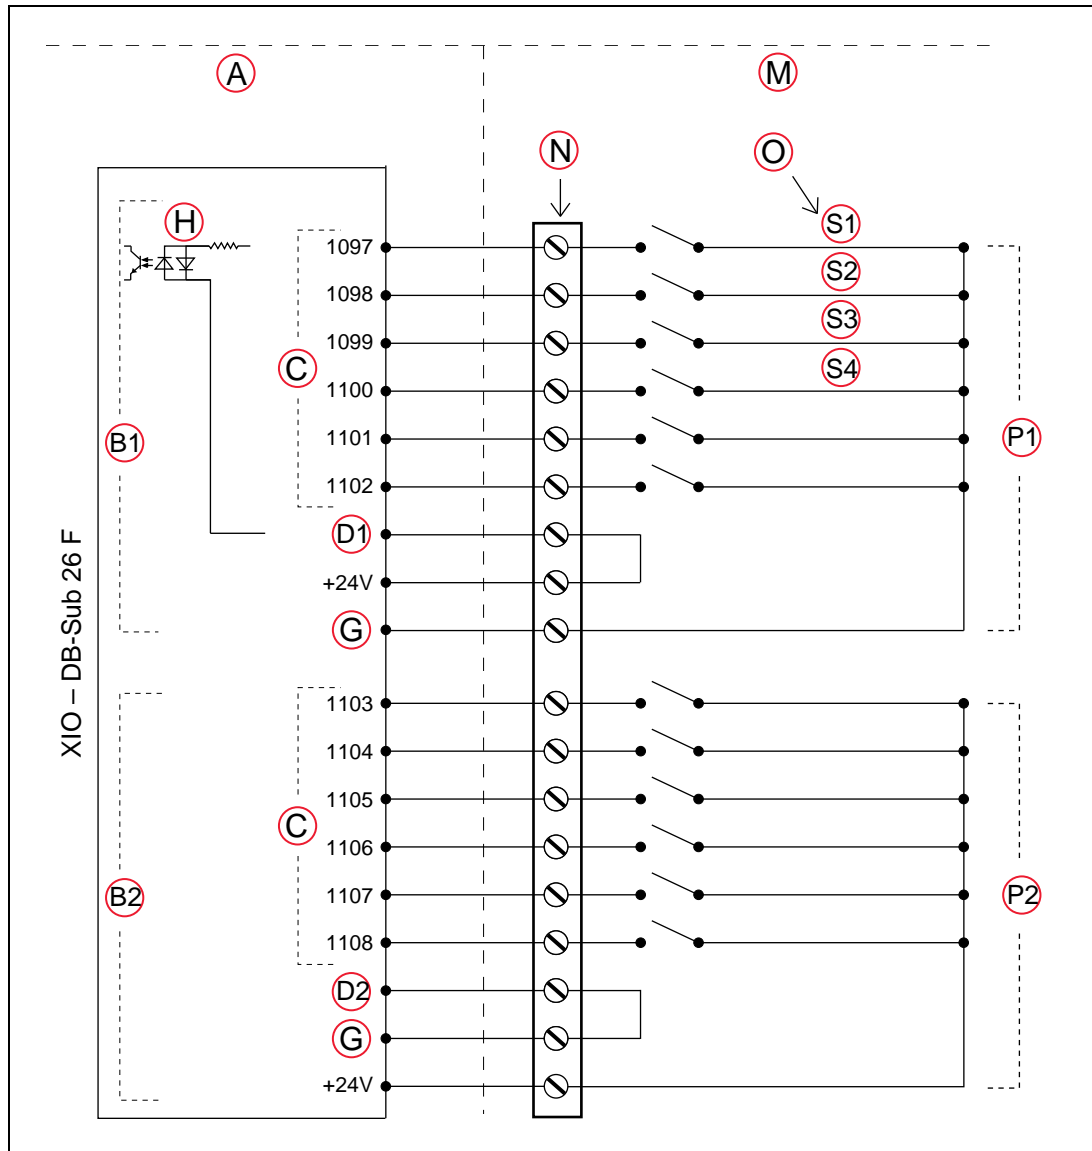 A
M
N
O
H
S1
1097
S2
1098
S3
1099
C
S4
1100
B1
1101
P1
1102
D1
+24V
G
XIO – DB-Sub 26 F
1103
1104
1105
C
1106
B2
1107
P2
1108
D2
G
+24V